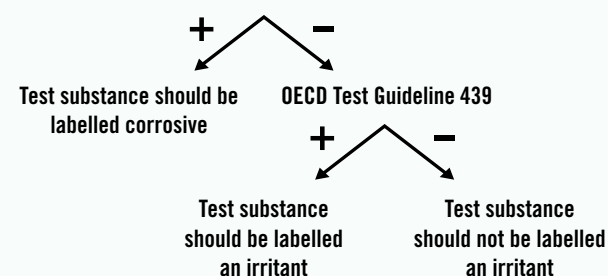 + −
Test substance should be
labelled corrosive
OECD Test Guideline 439
+ −
Test substance
should be labelled
an irritant
Test substance
should not be labelled
an irritant